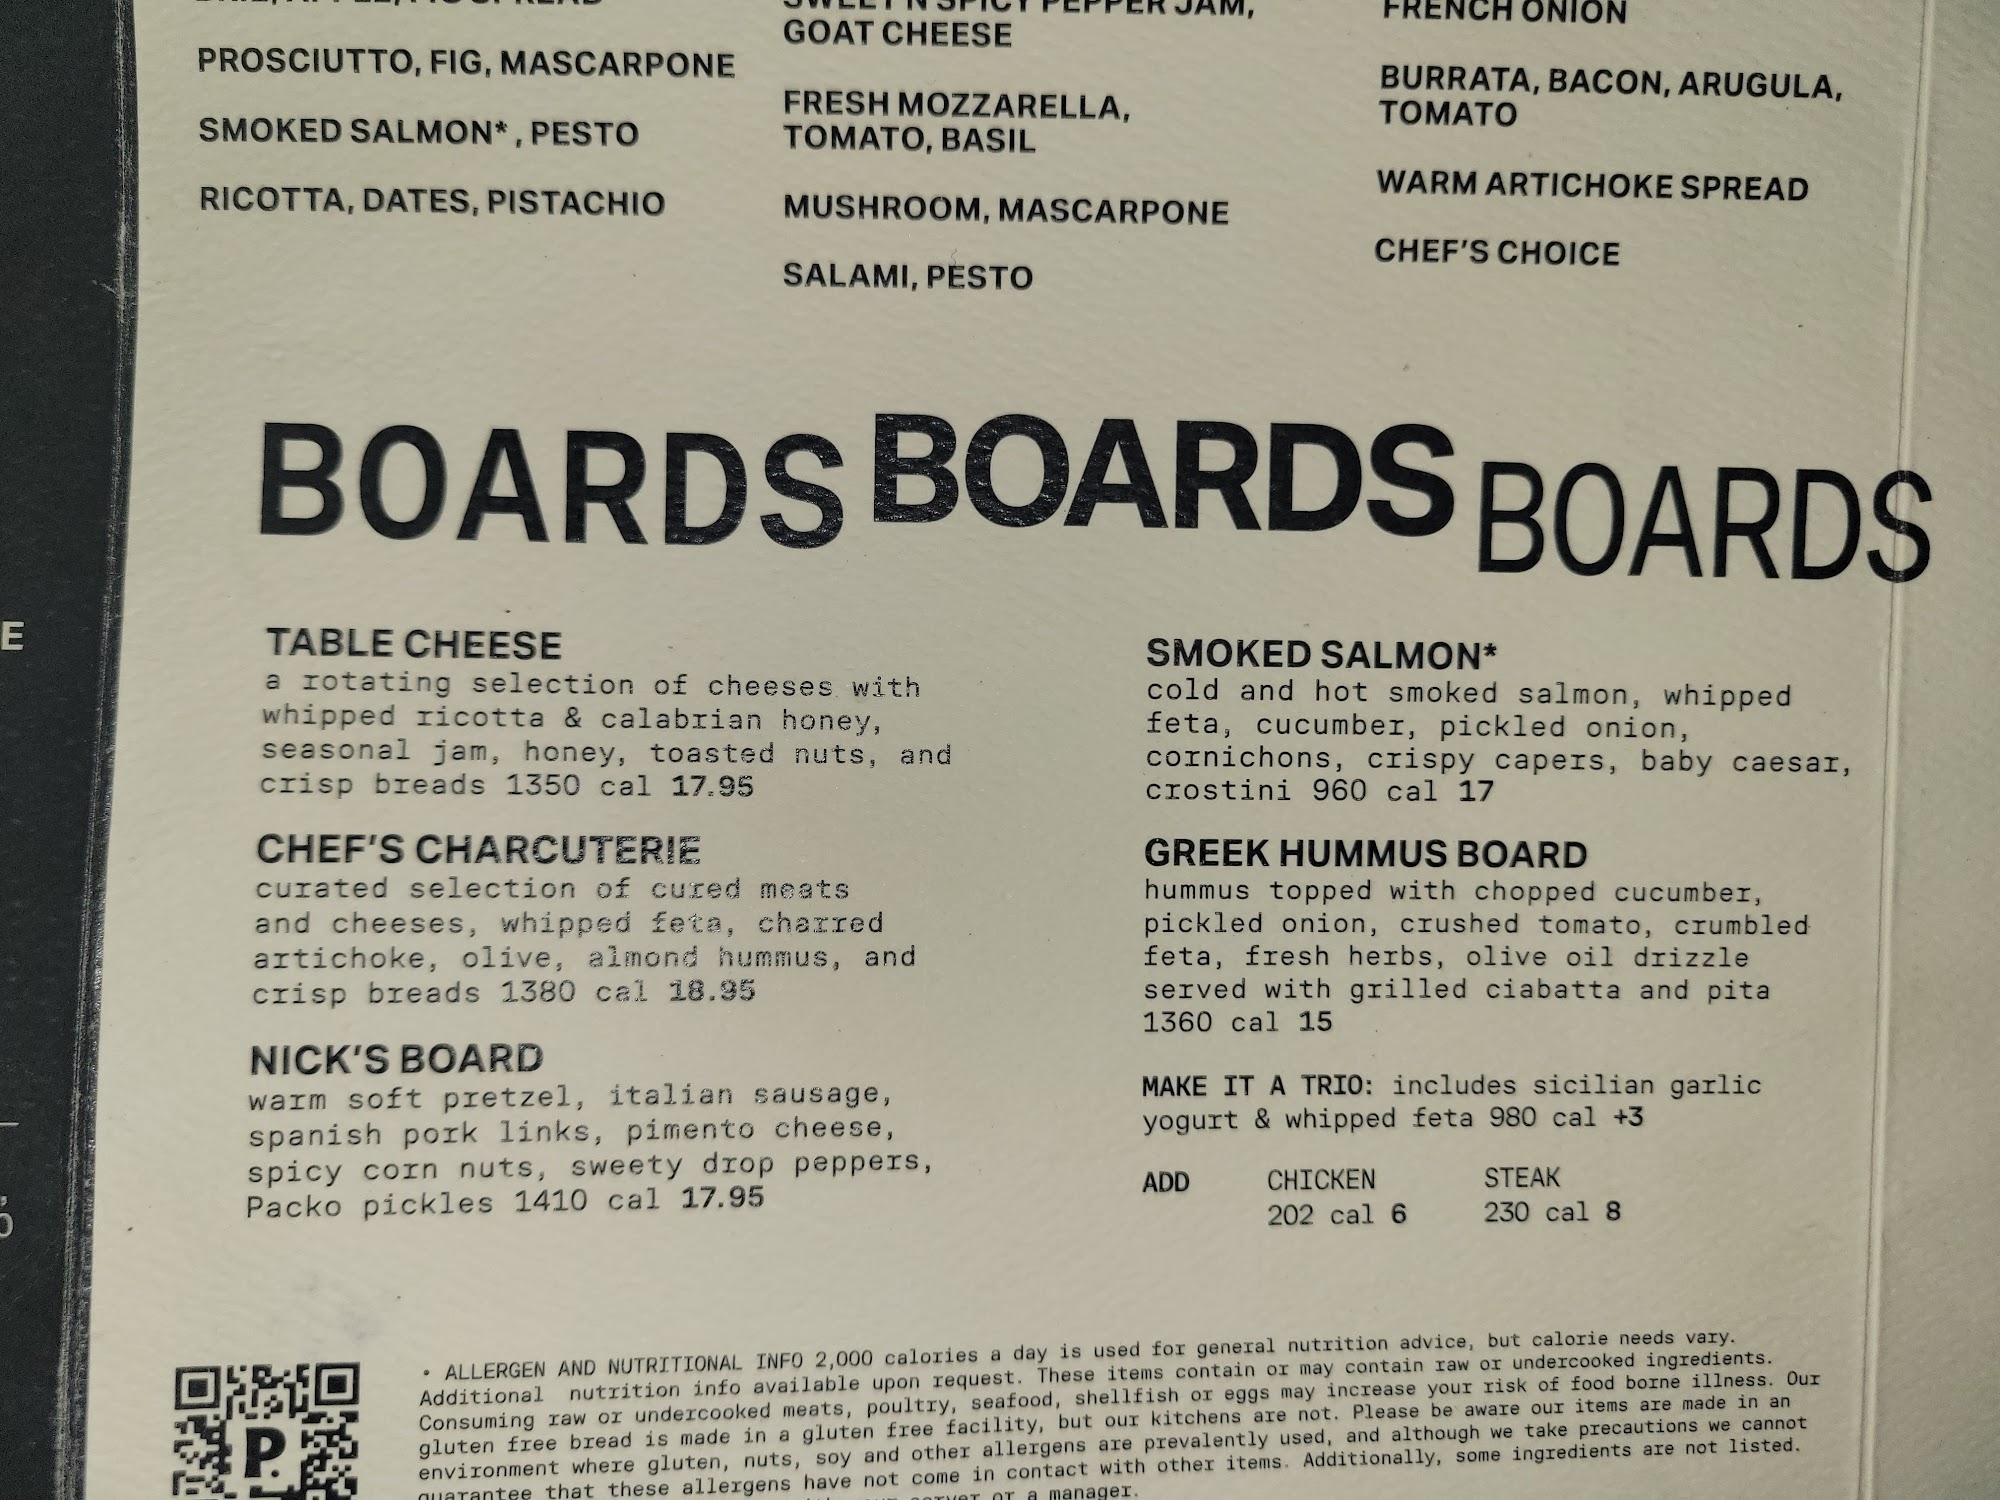 PROSCIUTTO, FIG, MASCARPONE
SMOKED SALMON*, PESTO
RICOTTA, DATES, PISTACHIO
SWEET N SPICY PEPPER JAM,
GOAT CHEESE
FRESH MOZZARELLA,
TOMATO, BASIL
MUSHROOM, MASCARPONE
SALAMI, PESTO
FRENCH ONION
BURRATA, BACON, ARUGULA,
TOMATO
WARM ARTICHOKE SPREAD
CHEF'S CHOICE
BOARDS BOARDS BOARDS
TABLE CHEESE
a rotating selection of cheeses with
whipped ricotta & calabrian honey,
seasonal jam, honey, toasted nuts, and
crisp breads 1350 cal 17.95
CHEF'S CHARCUTERIE
curated selection of cured meats
and cheeses, whipped feta, charred
artichoke, olive, almond hummus, and
crisp breads 1380 cal 18.95
NICK'S BOARD
warm soft pretzel, italian sausage,
spanish pork links, pimento cheese,
spicy corn nuts, sweety drop peppers,
Packo pickles 1410 cal 17.95
SMOKED SALMON*
cold and hot smoked salmon, whipped
feta, cucumber, pickled onion,
cornichons, crispy capers, baby caesar,
crostini 960 cal 17
GREEK HUMMUS BOARD
hummus topped with chopped cucumber,
pickled onion, crushed tomato, crumbled
feta, fresh herbs, olive oil drizzle
served with grilled ciabatta and pita
1360 cal 15
MAKE IT A TRIO: includes sicilian garlic
yogurt & whipped feta 980 cal +3
ADD CHICKEN STEAK
202 cal 6 230 cal 8
• ALLERGEN AND NUTRITIONAL INFO 2,000 calories a day is used for general nutrition advice, but calorie needs vary.
Additional nutrition info available upon request. These items contain or may contain raw or undercooked ingredients.
Consuming raw or undercooked meats, poultry, seafood, shellfish or eggs may increase your risk of food borne illness. Our
gluten free bread is made in a gluten free facility, but our kitchens are not. Please be aware our items are made in an
environment where gluten, nuts, soy and other allergens are prevalently used, and although we take precautions we cannot
guarantee that these allergens have not come in contact with other items. Additionally, some ingredients are not listed.
server or a manager.
P.
E